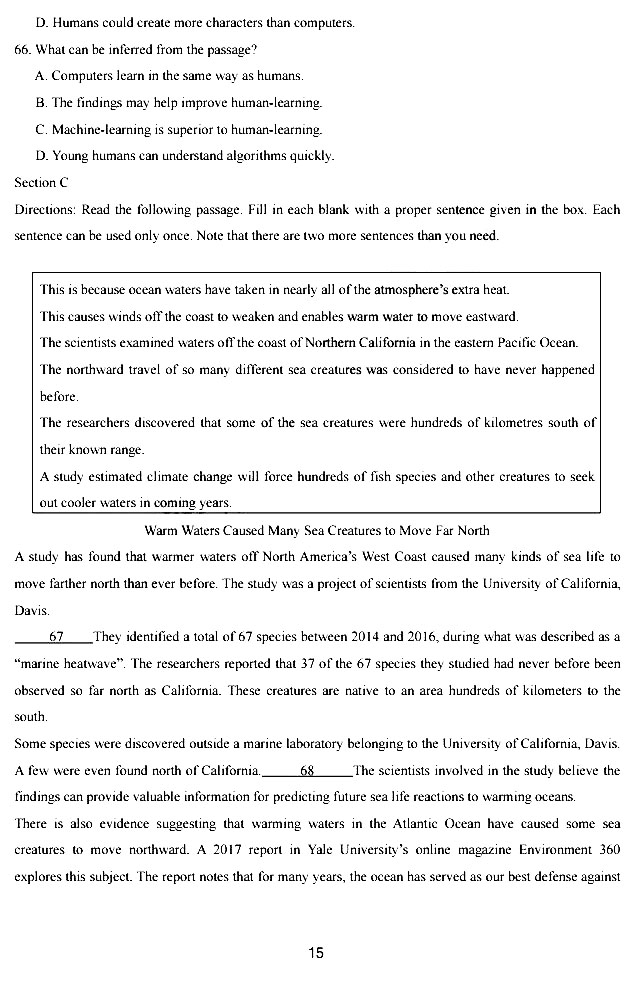 D. Humans could create more characters than computers.
66. What can be inferred from the passage?
A. Computers learn in the same way as humans.
B. The findings may help improve human-learning.
C. Machine-learning is superior to human-learning.
D. Young humans can understand algorithms quickly.
Section C
Directions: Read the following passage. Fill in each blank with a proper sentence given in the box. Each
sentence can be used only once. Note that there are two more sentences than you need.
This is because ocean waters have taken in nearly all of the atmosphere's extra heat.
This causes winds off the coast to weaken and enables warm water to move eastward.
The scientists examined waters off the coast of Northern California in the eastern Pacific Ocean.
The northward travel of so many different sea creatures was considered to have never happened
before.
The researchers discovered that some of the sea creatures were hundreds of kilometres south of
their known range.
A study estimated climate change will force hundreds of fish species and other creatures to seek
out cooler waters in coming years.
Warm Waters Caused Many Sea Creatures to Move Far North
A study has found that warmer waters off North America's West Coast caused many kinds of sea life to
move farther north than ever before. The study was a project of scientists from the University of California,
Davis.
_____67____They identified a total of 67 species between 2014 and 2016, during what was described as a
“marine heatwave”. The researchers reported that 37 of the 67 species they studied had never before been
observed so far north as California. These creatures are native to an area hundreds of kilometers to the
south.
Some species were discovered outside a marine laboratory belonging to the University of California, Davis.
A few were even found north of California._____68_____The scientists involved in the study believe the
findings can provide valuable information for predicting future sea life reactions to warming oceans.
There is also evidence suggesting that warming waters in the Atlantic Ocean have caused some sea
creatures to move northward. A 2017 report in Yale University's online magazine Environment 360
explores this subject. The report notes that for many years, the ocean has served as our best defense against
15